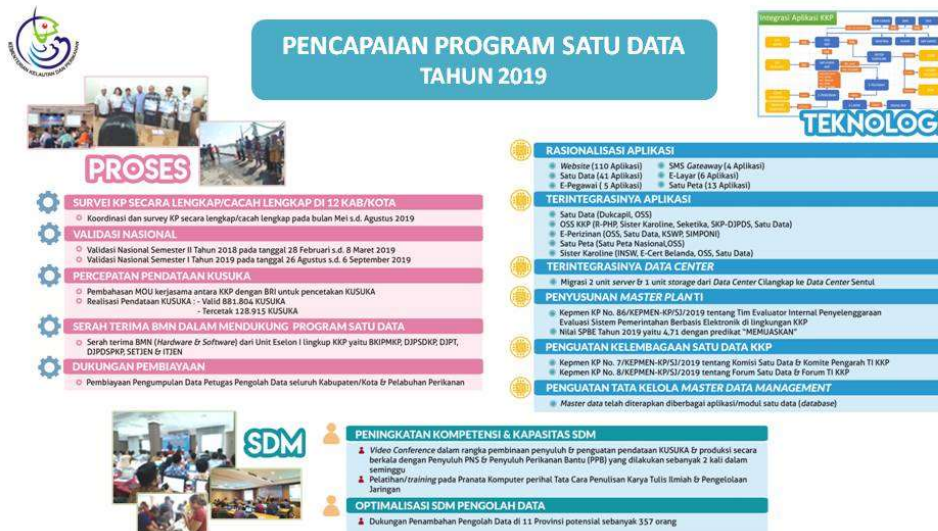 KEMENTERIAN KELAUTAN DAN PERIKANAN
PENCAPAIAN PROGRAM SATU DATA
TAHUN 2019
Integrasi Aplikasi KKP
PROSES
SURVEI KP SECARA LENGKAP/CACAH LENGKAP DI 12 KAB/KOTA
Koordinasi dan survey KP secara lengkap/cacah lengkap pada bulan Mei s.d. Agustus 2019
VALIDASI NASIONAL
Validasi Nasional Semester II Tahun 2018 pada tanggal 28 Februari s.d. 8 Maret 2019
Validasi Nasional Semester I Tahun 2019 pada tanggal 26 Agustus s.d. 6 September 2019
PERCEPATAN PENDATAAN KUSUKA
Pembahasan MOU kerjasama antara KKP dengan BRI untuk pencetakan KUSUKA
Realisasi Pendataan KUSUKA : - Valid 881.804 KUSUKA
- Tercetak 128.915 KUSUKA
SERAH TERIMA BMN DALAM MENDUKUNG PROGRAM SATU DATA
Serah terima BMN (Hardware & Software) dari Unit Eselon I lingkup KKP yaitu BKIPMKP, DJPSDKP, DJPT,
DJPDSPKP, SETJEN & ITJEN
DUKUNGAN PEMBIAYAAN
Pembiayaan Pengumpulan Data Petugas Pengolah Data seluruh Kabupaten/Kota & Pelabuhan Perikanan
TEKNOLOGI
RASIONALISASI APLIKASI
Website (110 Aplikasi)
Satu Data (41 Aplikasi)
E-Pegawai ( 5 Aplikasi)
SMS Gateaway (4 Aplikasi)
E-Layar (6 Aplikasi)
Satu Peta (13 Aplikasi)
TERINTEGRASINYA APLIKASI
Satu Data (Dukcapil, OSS)
OSS KKP (R-PHP, Sister Karoline, Seketika, SKP-DJPDS, Satu Data)
E-Perizinan (OSS, Satu Data, KSWP, SIMPONI)
Satu Peta (Satu Peta Nasional,OSS)
Sister Karoline (INSW, E-Cert Belanda, OSS, Satu Data)
TERINTEGRASINYA DATA CENTER
Migrasi 2 unit server & 1 unit storage dari Data Center Cilangkap ke Data Center Sentul
PENYUSUNAN MASTER PLAN TI
Kepmen KP No. 86/KEPMEN-KP/SJ/2019 tentang Tim Evaluator Internal Penyelenggaraan
Evaluasi Sistem Pemerintahan Berbasis Elektronik di lingkungan KKP
Nilai SPBE Tahun 2019 yaitu 4,71 dengan predikat "MEMUASKAN"
PENGUATAN KELEMBAGAAN SATU DATA KKP
Kepmen KP No. 7/KEPMEN-KP/SJ/2019 tentang Komisi Satu Data & Komite Pengarah TI KKP
Kepmen KP No. 8/KEPMEN-KP/SJ/2019 tentang Forum Satu Data & Forum TI KKP
PENGUATAN TATA KELOLA MASTER DATA MANAGEMENT
Master data telah diterapkan diberbagai aplikasi/modul satu data (database)
SDM
PENINGKATAN KOMPETENSI & KAPASITAS SDM
Video Conference dalam rangka pembinaan penyuluh & penguatan pendataan KUSUKA & produksi secara
berkala dengan Penyuluh PNS & Penyuluh Perikanan Bantu (PPB) yang dilakukan sebanyak 2 kali dalam
seminggu
Pelatihan/training pada Pranata Komputer perihal Tata Cara Penulisan Karya Tulis Ilmiah & Pengelolaan
Jaringan
OPTIMALISASI SDM PENGOLAH DATA
Dukungan Penambahan Pengolah Data di 11 Provinsi potensial sebanyak 357 orang